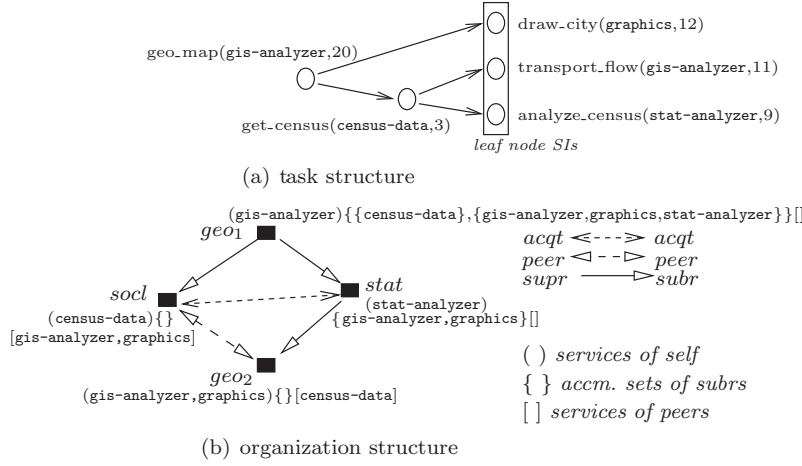 draw_city(graphics,12)
geo_map(gis-analyzer,20)
transport_flow(gis-analyzer,11)
get_census(census-data,3)
analyze_census(stat-analyzer,9)
leaf node SIs
(a) task structure
(gis-analyzer){{census-data},{gis-analyzer,graphics,stat-analyzer}}[]
geo1
acqt acqt
peer peer
supr subr
socl
stat
(census-data){}
[gis-analyzer,graphics]
(stat-analyzer)
{gis-analyzer,graphics}[]
geo2
(gis-analyzer,graphics){}[census-data]
( ) services of self
{ } accm. sets of subrs
[ ] services of peers
(b) organization structure